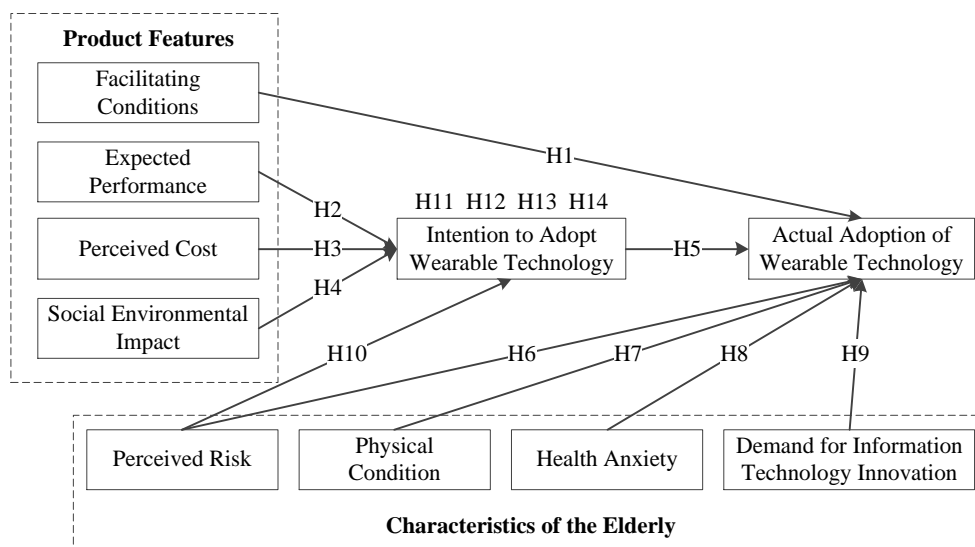 Product Features
Facilitating
Conditions
Expected
Performance
Perceived Cost
Social Environmental
Impact
H1
H2
H3
H4
H11 H12 H13 H14
Intention to Adopt
Wearable Technology
H5
Actual Adoption of
Wearable Technology
H10
H6
H7
H8
H9
Perceived Risk
Physical
Condition
Health Anxiety
Demand for Information
Technology Innovation
Characteristics of the Elderly